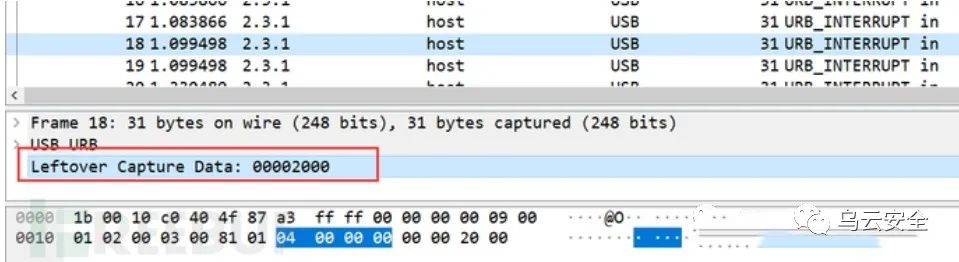 17 1.083866 2.3.1 host USB 31 URB_INTERRUPT in
18 1.099498 2.3.1 host USB 31 URB_INTERRUPT in
19 1.099498 2.3.1 host USB 31 URB_INTERRUPT in
<
> Frame 18: 31 bytes on wire (248 bits), 31 bytes captured (248 bits)
> USB URB
Leftover Capture Data: 00002000
0000 1b 00 10 c0 40 4f 87 a3 ff ff 00 00 00 00 09 00 ····@O·· ········
0010 01 02 00 03 00 81 01 04 00 00 00 00 00 20 00
REEBUF
乌云安全